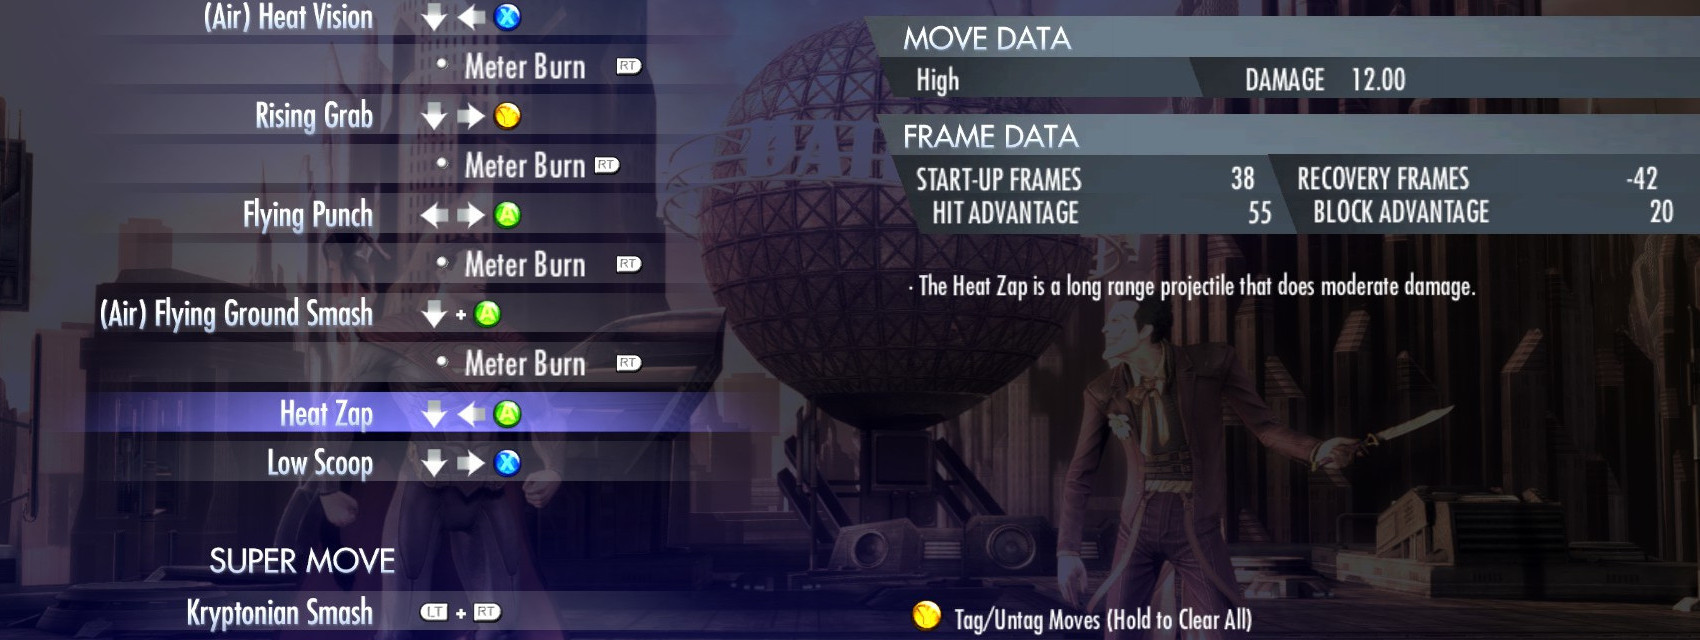 (Air) Heat Vision X
• Meter Burn RT
Rising Grab Y
• Meter Burn RT
Flying Punch A
• Meter Burn RT
(Air) Flying Ground Smash + A
• Meter Burn RT
Heat Zap A
Low Scoop X
SUPER MOVE
Kryptonian Smash LT + RT
MOVE DATA
High DAMAGE 12.00
FRAME DATA
START-UP FRAMES 38 RECOVERY FRAMES -42
HIT ADVANTAGE 55 BLOCK ADVANTAGE 20
· The Heat Zap is a long range projectile that does moderate damage.
Y Tag/Untag Moves (Hold to Clear All)